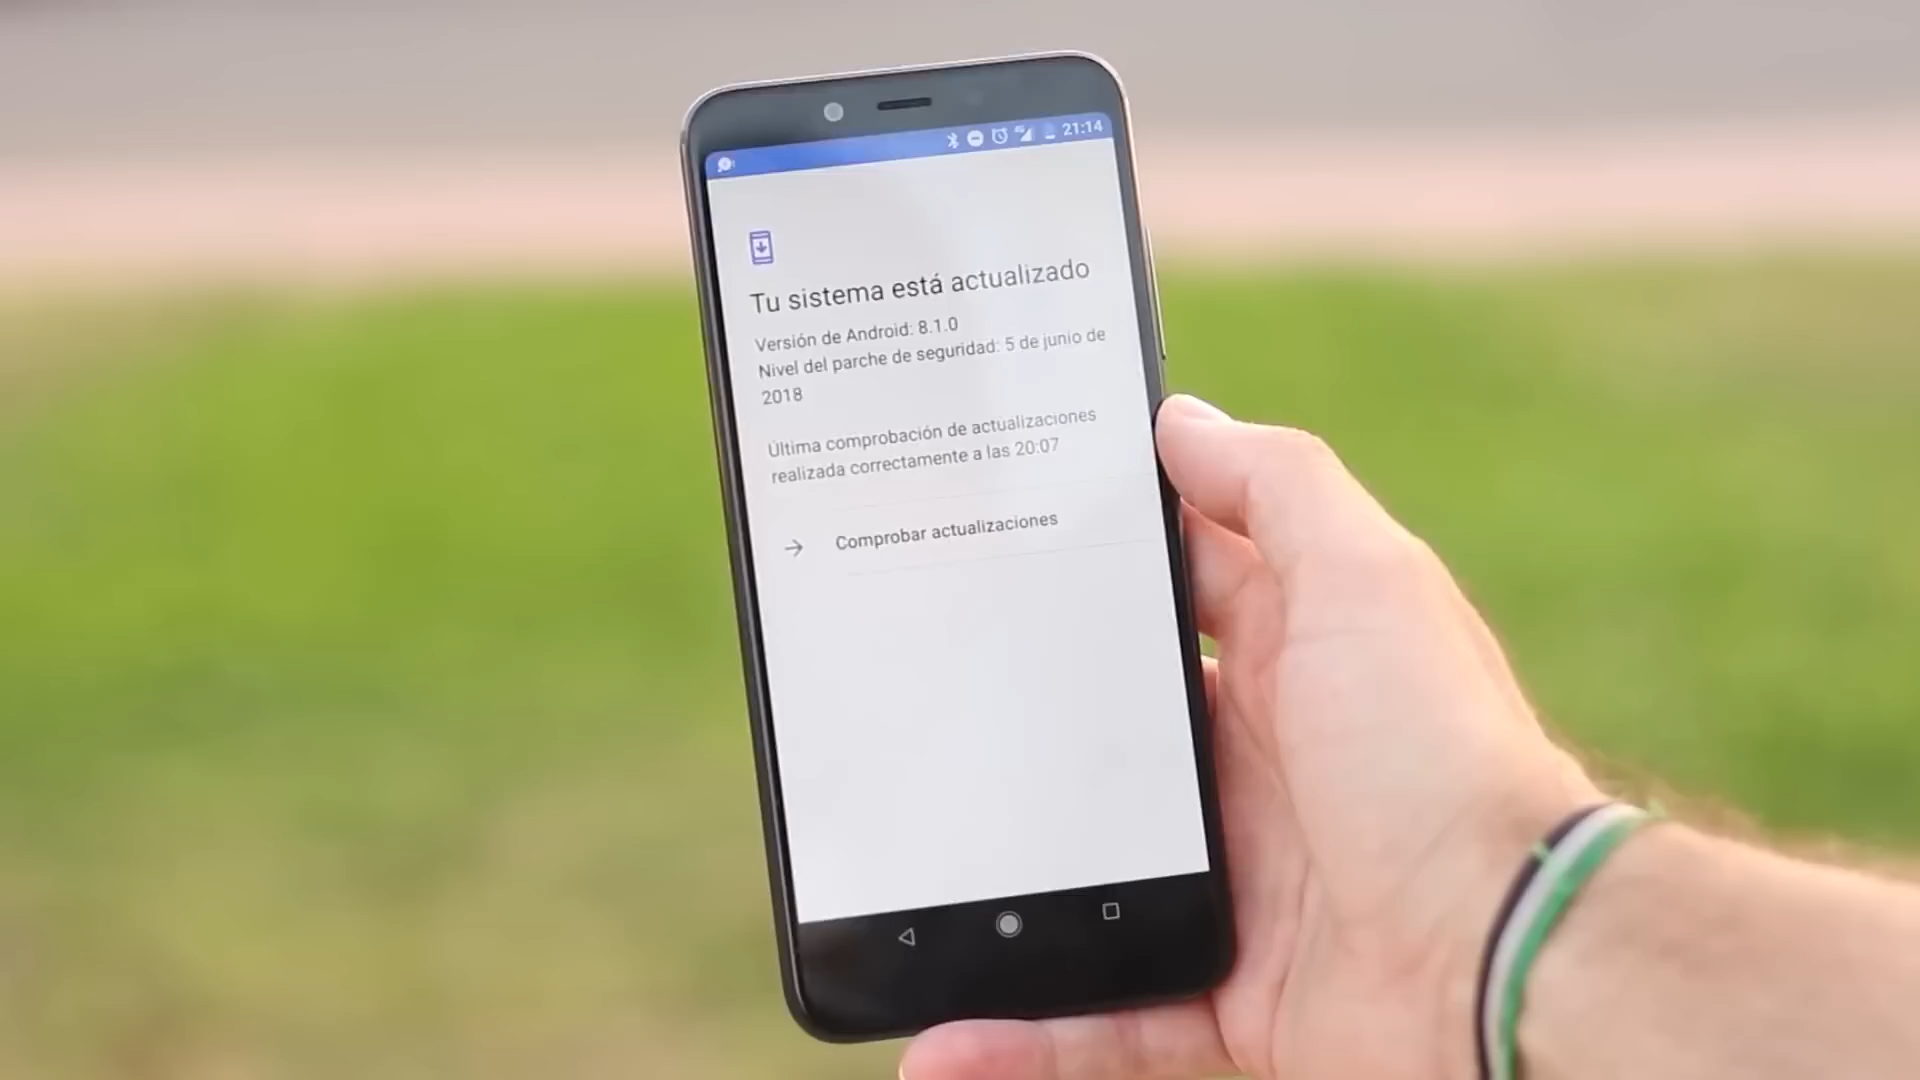 21:14
Tu sistema está actualizado
Versión de Android: 8.1.0
Nivel del parche de seguridad: 5 de junio de
2018
Última comprobación de actualizaciones
realizada correctamente a las 20:07
Comprobar actualizaciones